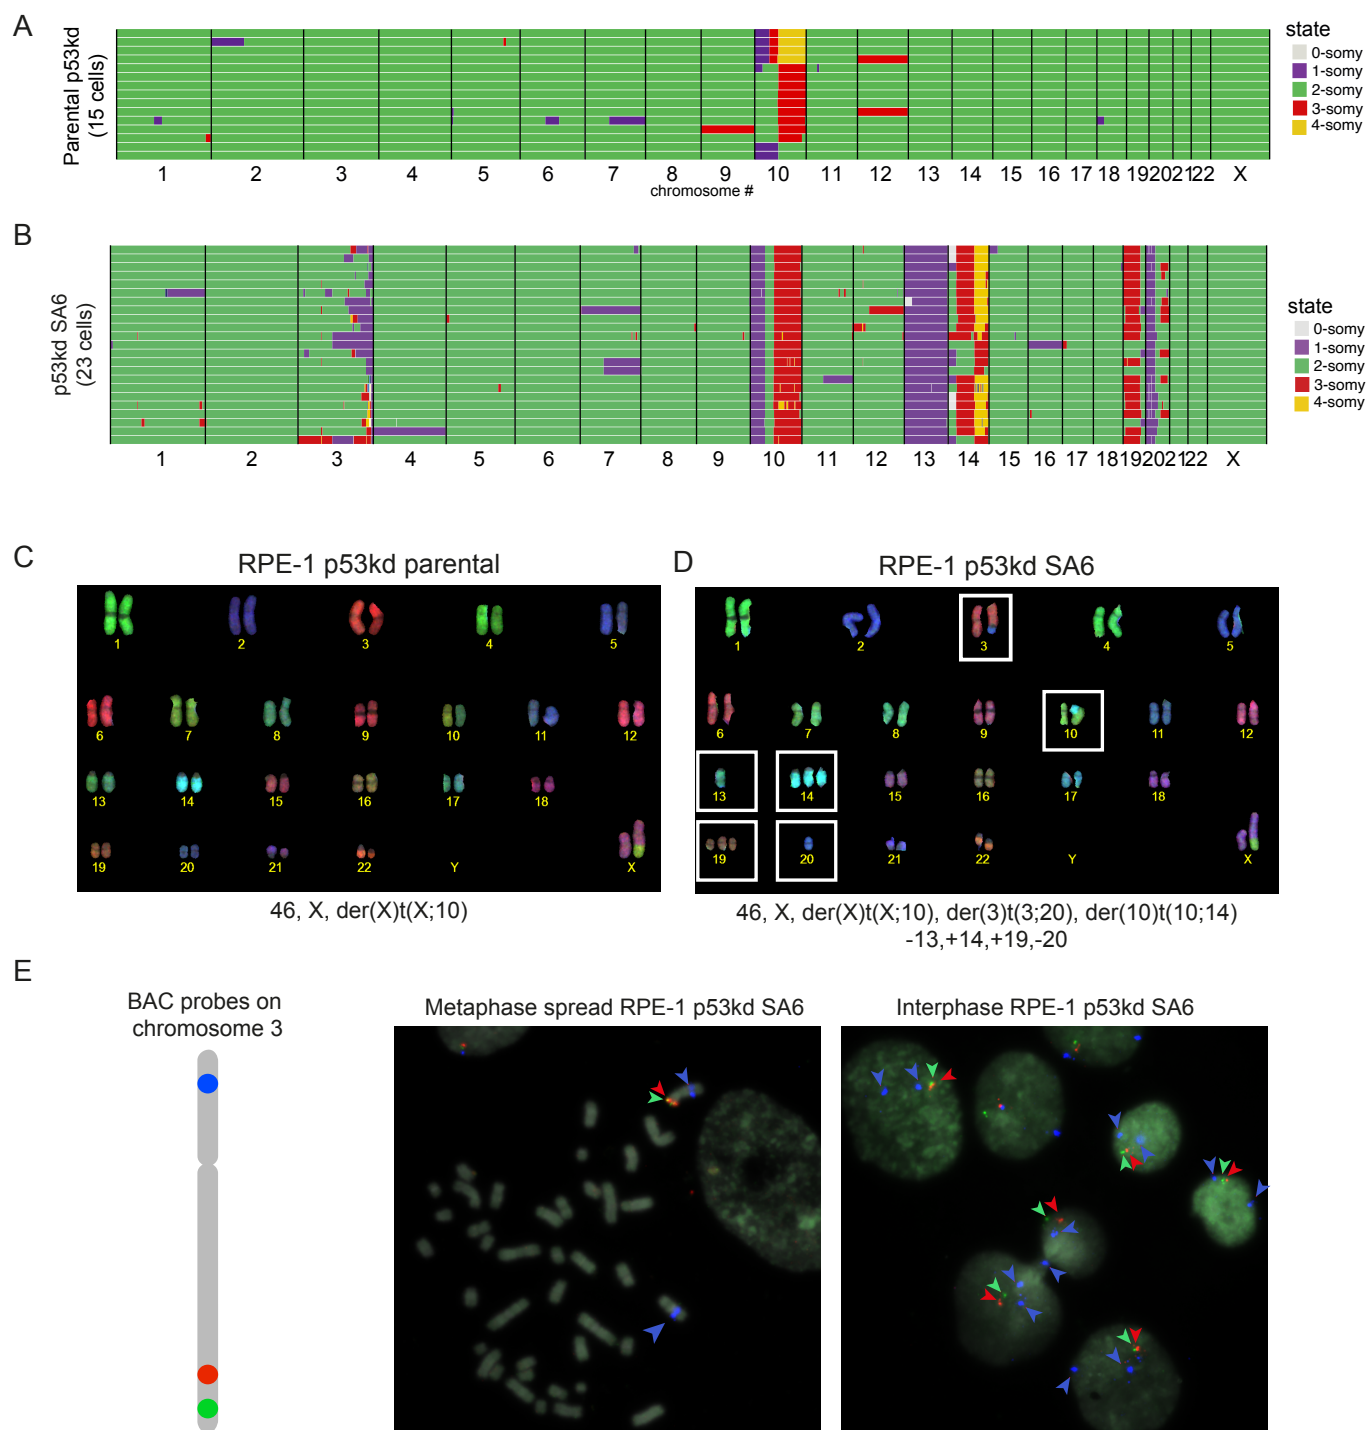 A
Parental p53kd
(15 cells)
state
0-somy
1-somy
2-somy
3-somy
4-somy
1 2 3 4 5 6 7 8 9 10 11 12 13 14 15 16 17 18 19 20 21 22 X
chromosome #
B
p53kd SA6
(23 cells)
state
0-somy
1-somy
2-somy
3-somy
4-somy
1 2 3 4 5 6 7 8 9 10 11 12 13 14 15 16 17 18 19 20 21 22 X
C
RPE-1 p53kd parental
1 2 3 4 5
6 7 8 9 10 11 12
13 14 15 16 17 18
19 20 21 22 Y X
46, X, der(X)t(X;10)
D
RPE-1 p53kd SA6
1 2 3 4 5
6 7 8 9 10 11 12
13 14 15 16 17 18
19 20 21 22 Y X
46, X, der(X)t(X;10), der(3)t(3;20), der(10)t(10;14)
-13,+14,+19,-20
E
BAC probes on
chromosome 3
Metaphase spread RPE-1 p53kd SA6
Interphase RPE-1 p53kd SA6